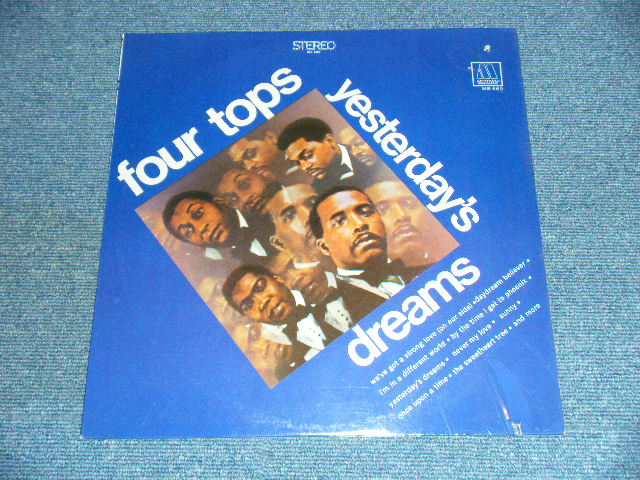 STEREO
MOTOWN
four tops
yesterday's
dreams
we've got a strong love (on our side) • daydream believer •
i'm in a different world • by the time i get to phoenix •
yesterday's dreams • never my love • sunny •
once upon a time • the sweetheart tree • and more